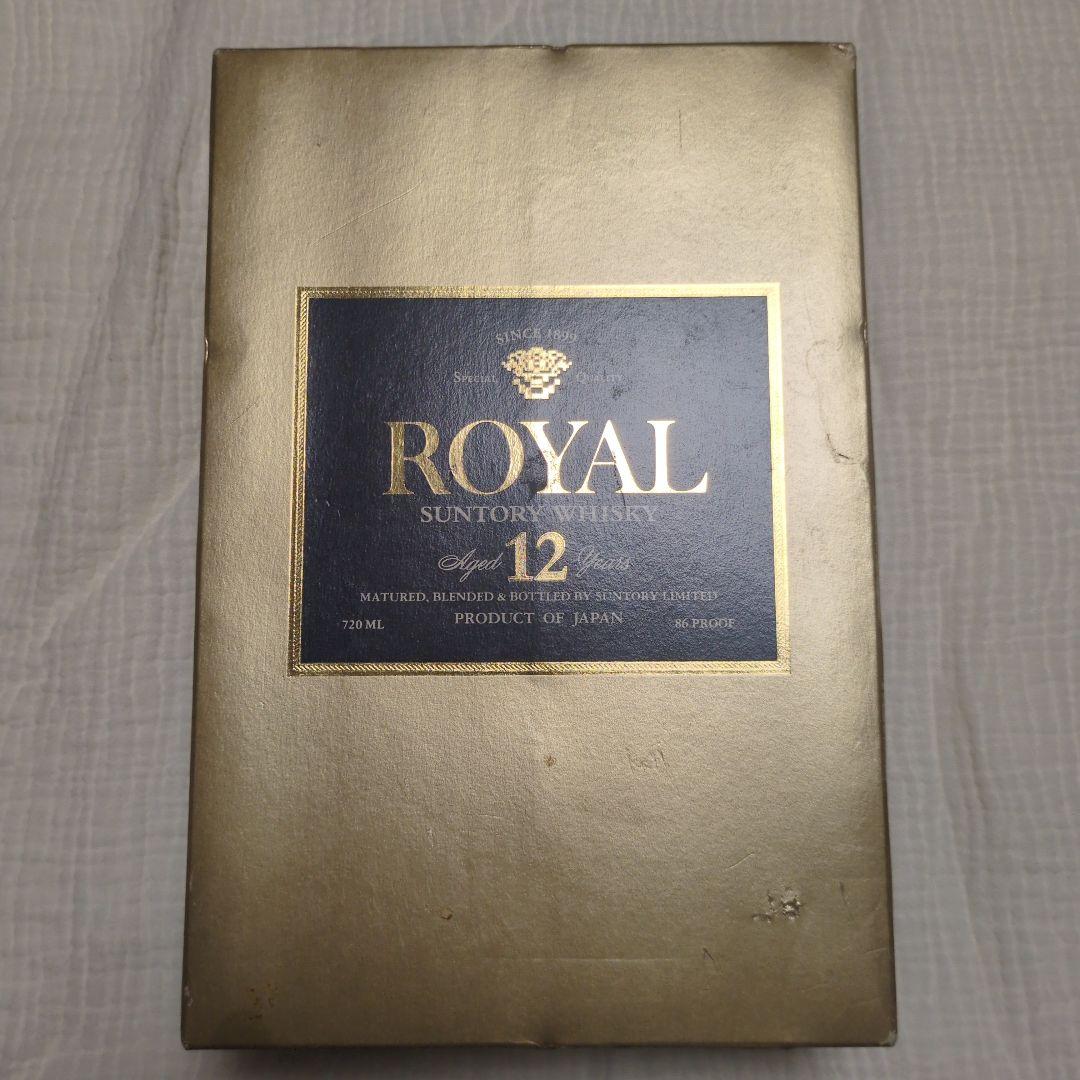 SINCE 1899
SPECIAL QUALITY
ROYAL
SUNTORY WHISKY
Aged 12 Years
MATURED, BLENDED & BOTTLED BY SUNTORY LIMITED
720 ML PRODUCT OF JAPAN 86 PROOF